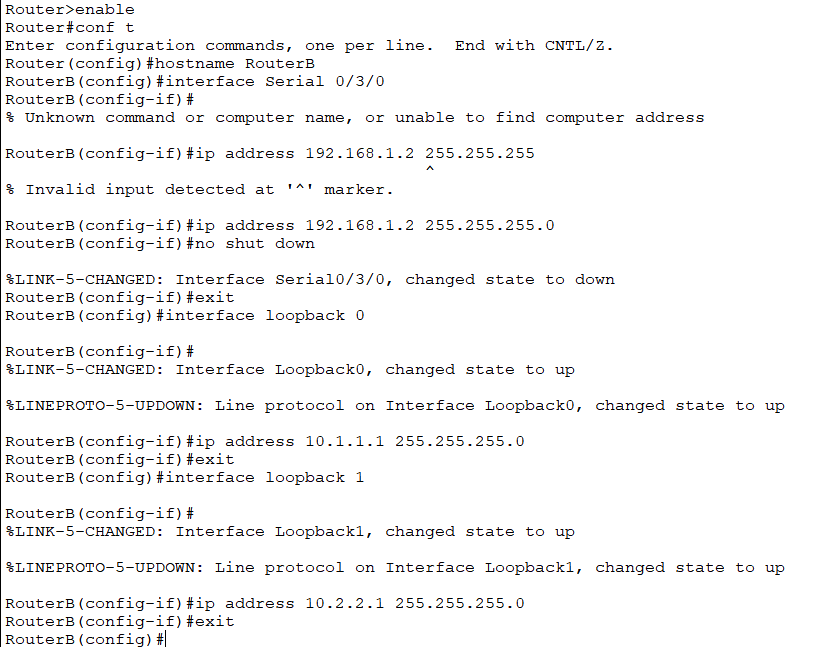 Router>enable
Router#conf t
Enter configuration commands, one per line.  End with CNTL/Z.
Router(config)#hostname RouterB
RouterB(config)#interface Serial 0/3/0
RouterB(config-if)#
% Unknown command or computer name, or unable to find computer address
RouterB(config-if)#ip address 192.168.1.2 255.255.255
^
% Invalid input detected at '^' marker.
RouterB(config-if)#ip address 192.168.1.2 255.255.255.0
RouterB(config-if)#no shut down
%LINK-5-CHANGED: Interface Serial0/3/0, changed state to down
RouterB(config-if)#exit
RouterB(config)#interface loopback 0
RouterB(config-if)#
%LINK-5-CHANGED: Interface Loopback0, changed state to up
%LINEPROTO-5-UPDOWN: Line protocol on Interface Loopback0, changed state to up
RouterB(config-if)#ip address 10.1.1.1 255.255.255.0
RouterB(config-if)#exit
RouterB(config)#interface loopback 1
RouterB(config-if)#
%LINK-5-CHANGED: Interface Loopback1, changed state to up
%LINEPROTO-5-UPDOWN: Line protocol on Interface Loopback1, changed state to up
RouterB(config-if)#ip address 10.2.2.1 255.255.255.0
RouterB(config-if)#exit
RouterB(config)#